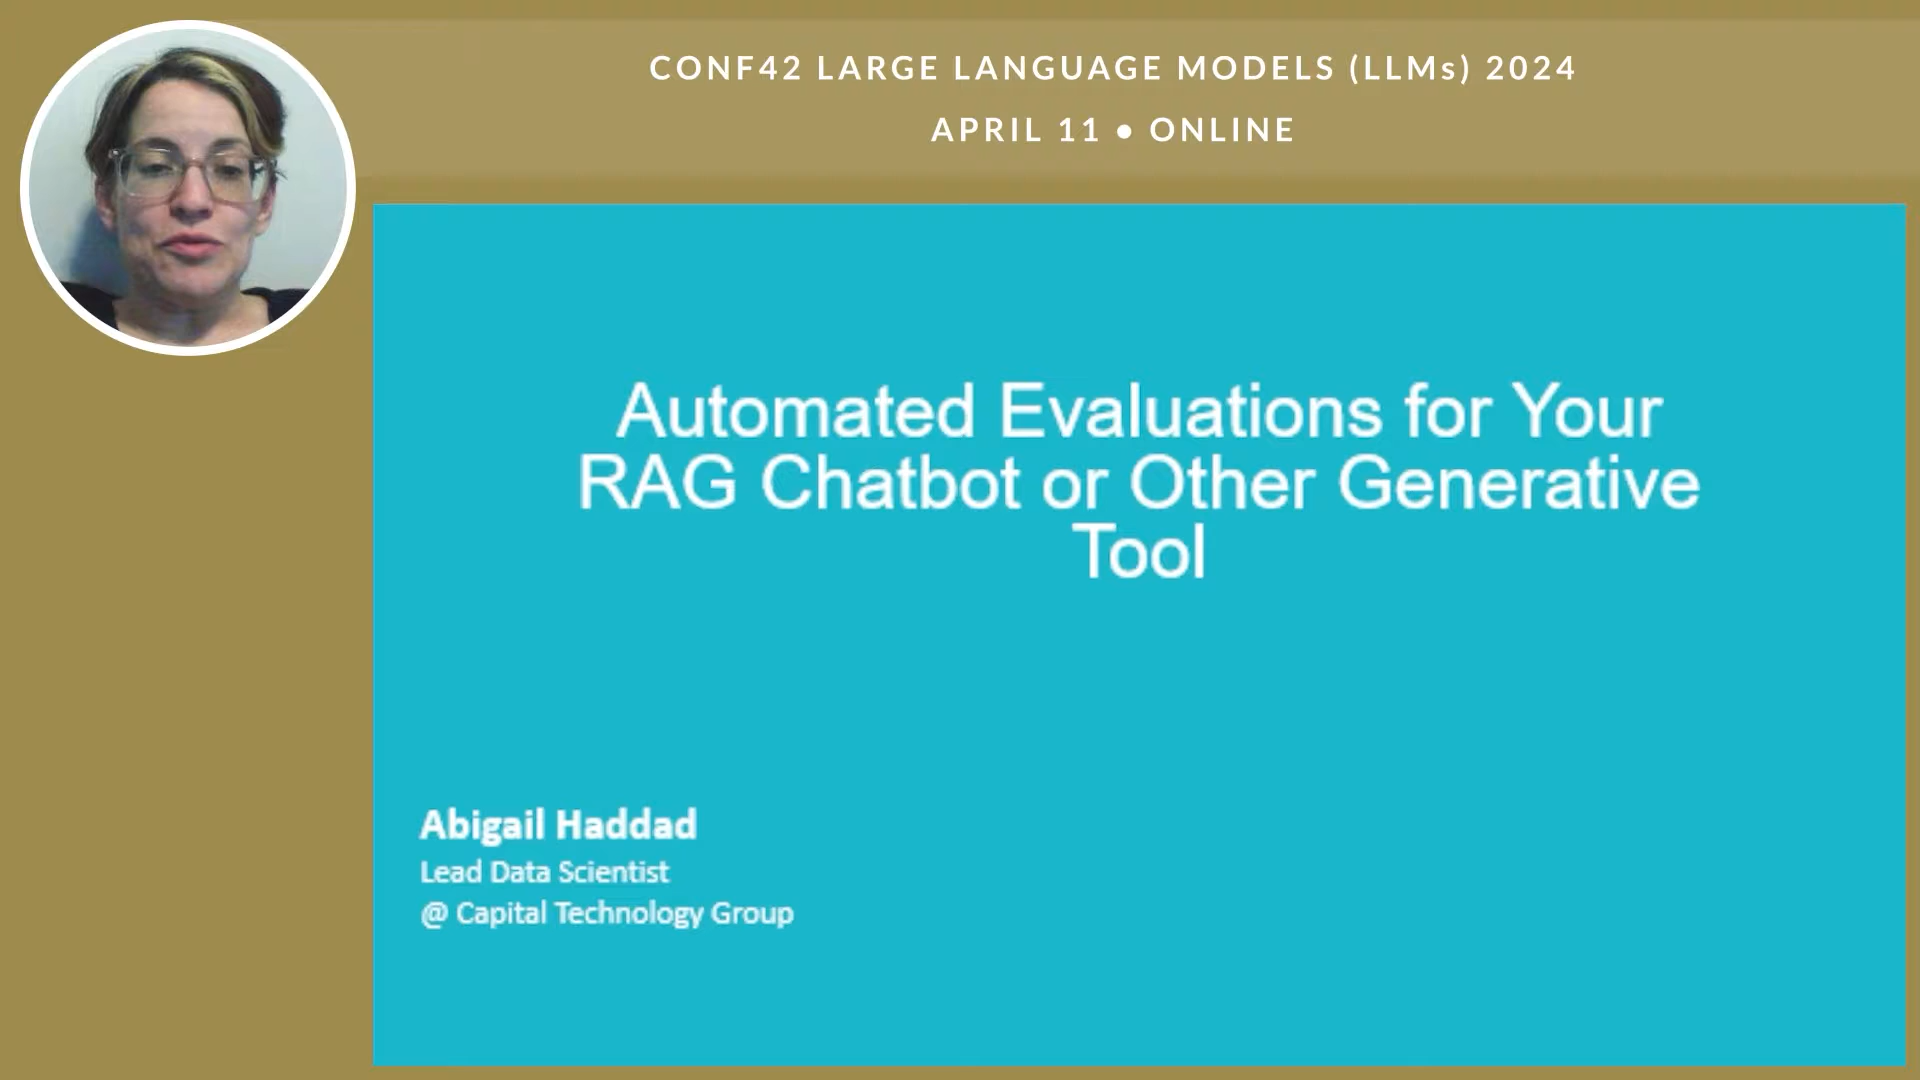 CONF42 LARGE LANGUAGE MODELS (LLMs) 2024
APRIL 11 ● ONLINE
Automated Evaluations for Your
RAG Chatbot or Other Generative
Tool
Abigail Haddad
Lead Data Scientist
@ Capital Technology Group